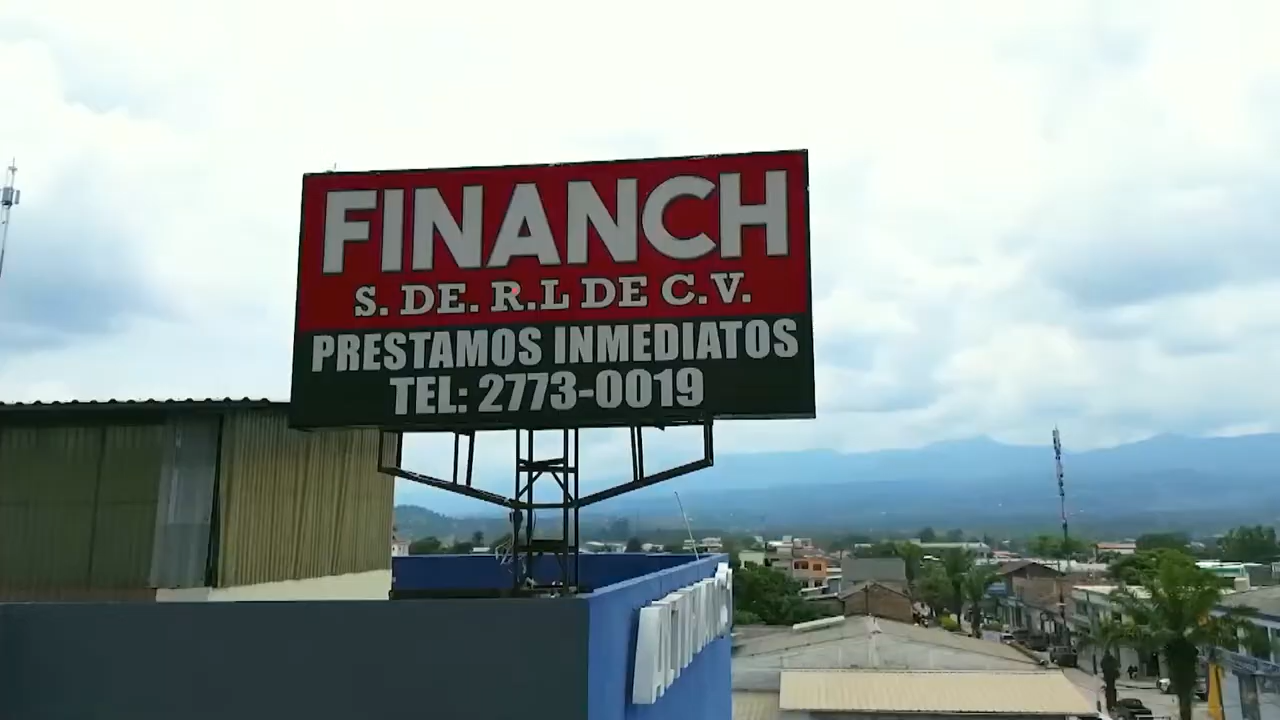 FINANCH
S. DE. R.L DE C.V.
PRESTAMOS INMEDIATOS
TEL: 2773-0019